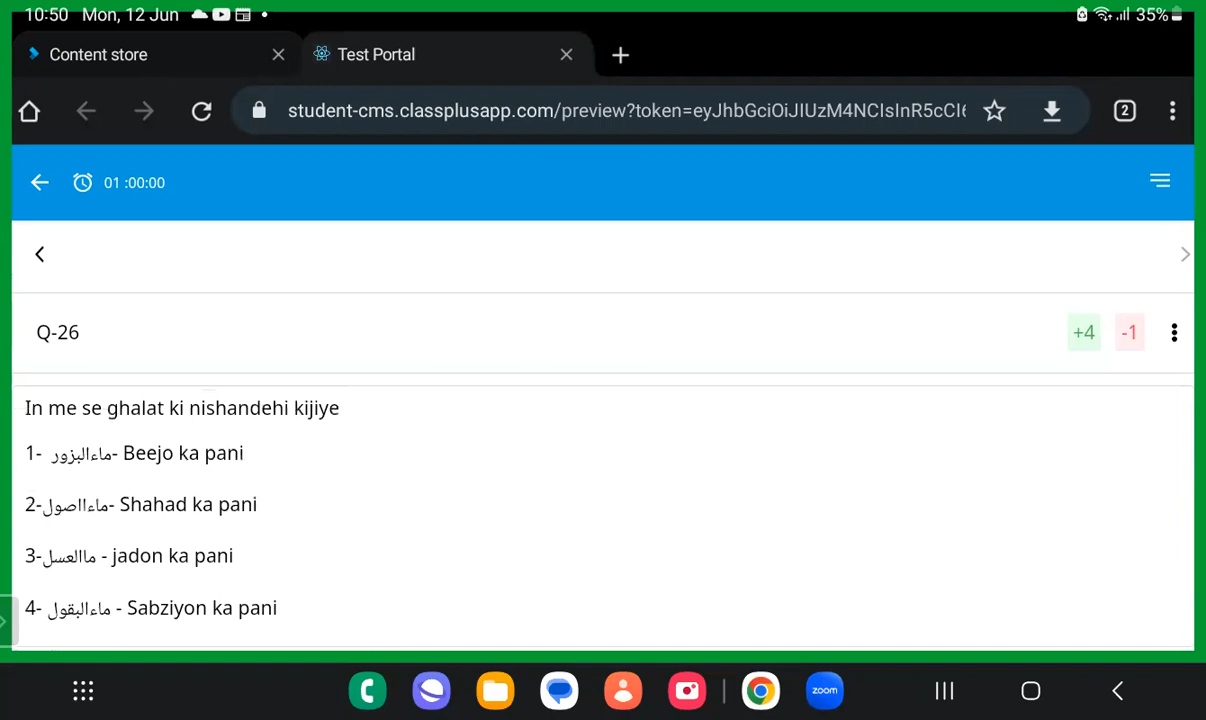 10:50 Mon, 12 Jun 35%
Content store
Test Portal
student-cms.classplusapp.com/preview?token=eyJhbGciOiJIUzM4NCIsInR5cCI6
2
01 :00:00
Q-26
+4 -1
In me se ghalat ki nishandehi kijiye
1- ماءالبزور- Beejo ka pani
2-ماءااصول- Shahad ka pani
3-ماالعسل - jadon ka pani
4- ماءالبقول - Sabziyon ka pani
zoom